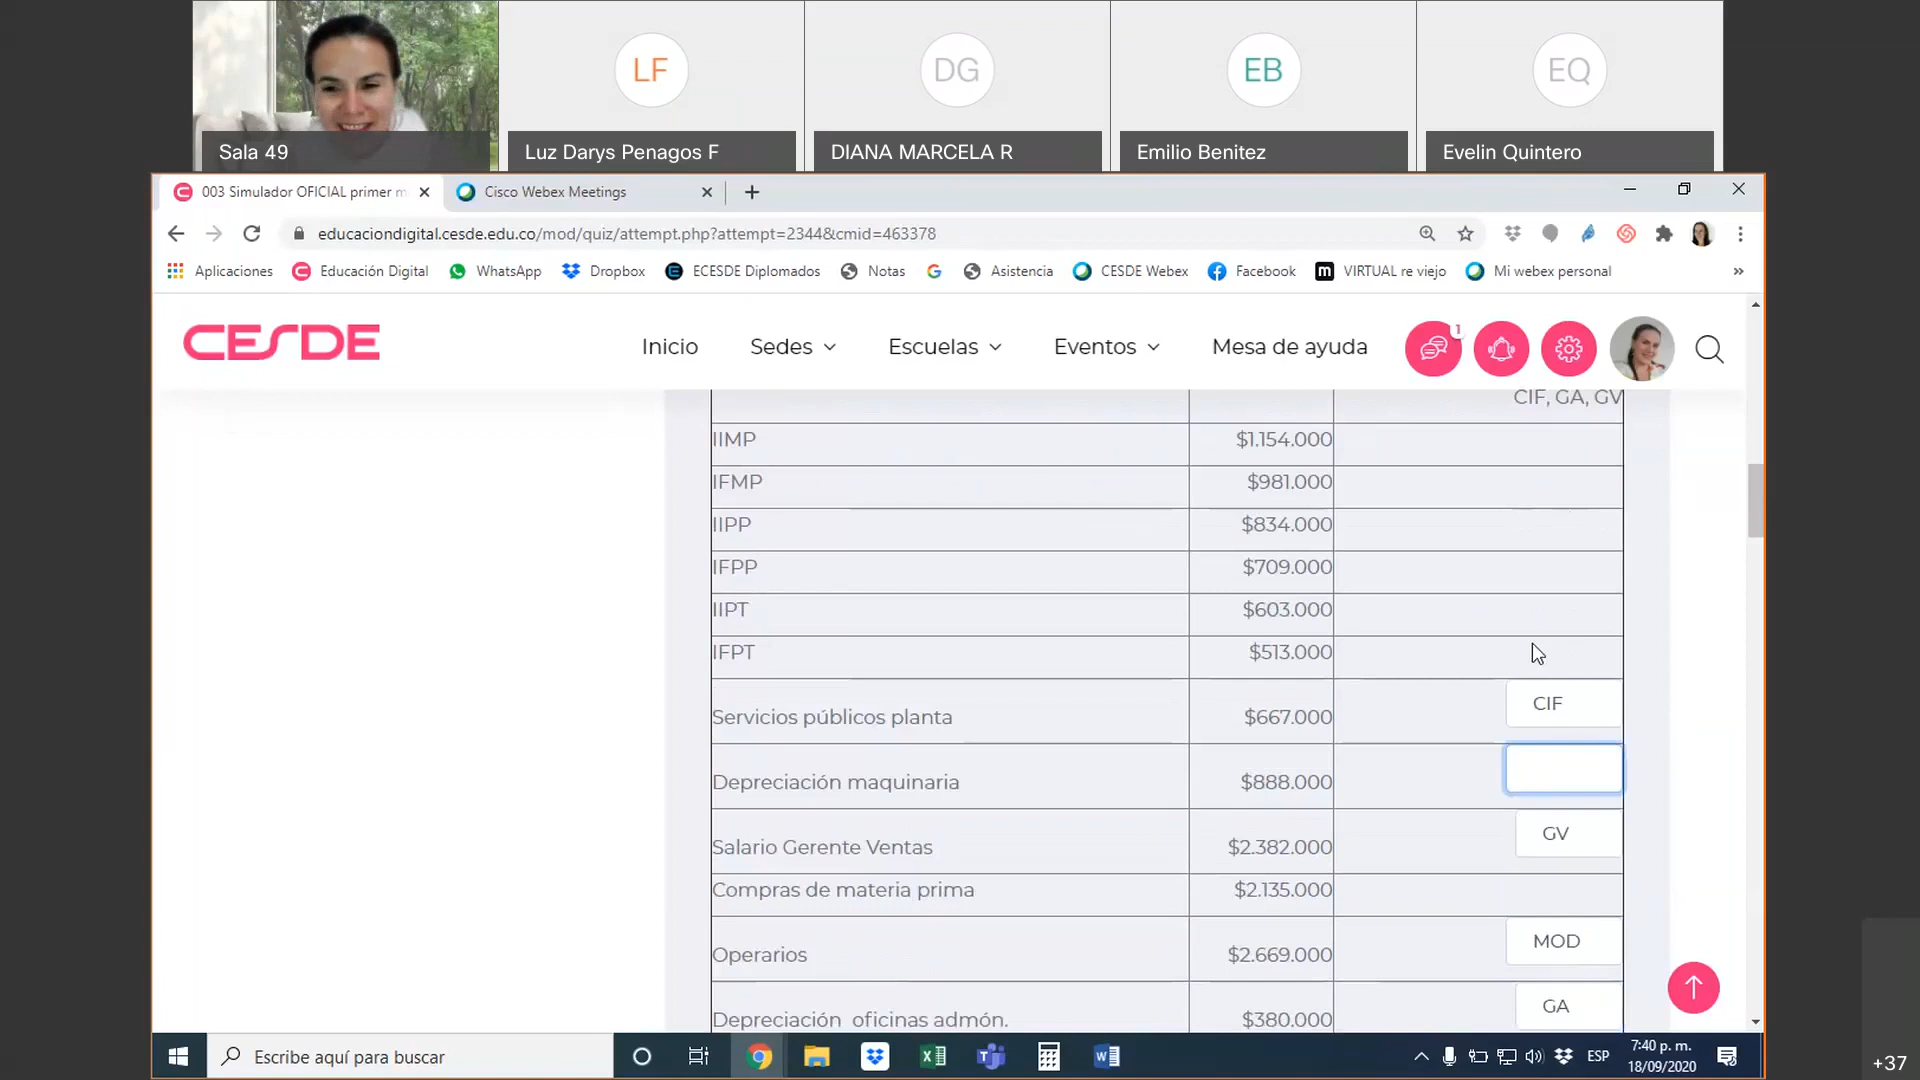 LF
DG
EB
EQ
Sala 49
Luz Darys Penagos F
DIANA MARCELA R
Emilio Benitez
Evelin Quintero
003 Simulador OFICIAL primer m
Cisco Webex Meetings
educaciondigital.cesde.edu.co/mod/quiz/attempt.php?attempt=2344&cmid=463378
Aplicaciones
Educación Digital
WhatsApp
Dropbox
ECESDE Diplomados
Notas
Asistencia
CESDE Webex
Facebook
VIRTUAL re viejo
Mi webex personal
»
CESDE
Inicio
Sedes
Escuelas
Eventos
Mesa de ayuda
1
CIF, GA, GV
IIMP $1.154.000
IFMP $981.000
IIPP $834.000
IFPP $709.000
IIPT $603.000
IFPT $513.000
Servicios públicos planta $667.000 CIF
Depreciación maquinaria $888.000
Salario Gerente Ventas $2.382.000 GV
Compras de materia prima $2.135.000
Operarios $2.669.000 MOD
Depreciación oficinas admón. $380.000 GA
Escribe aquí para buscar
ESP
7:40 p. m.
18/09/2020
+37